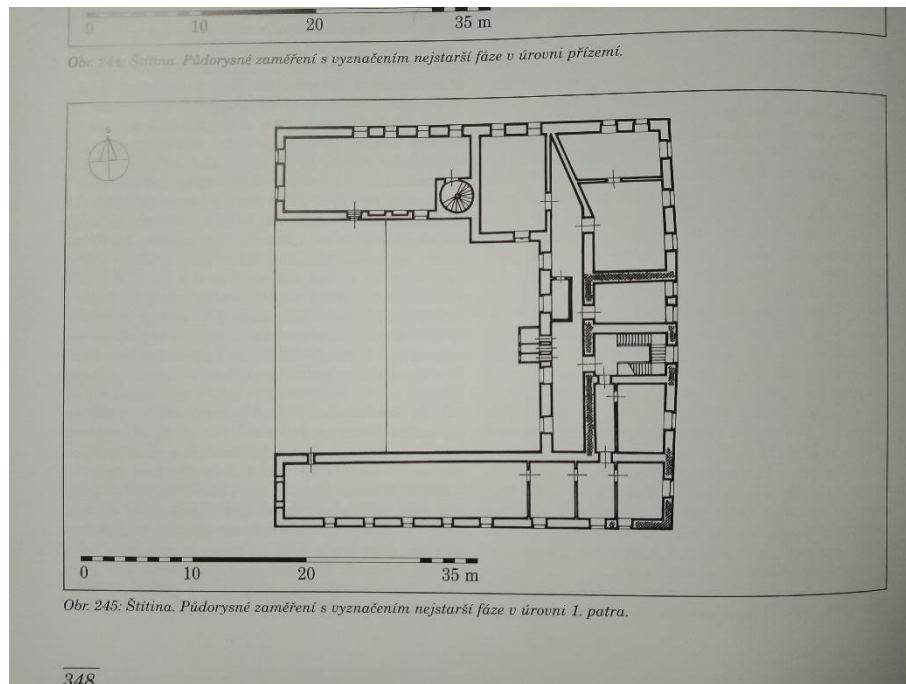 0 10 20 35 m
Obr. 244: Štítina. Půdorysné zaměření s vyznačením nejstarší fáze v úrovni přízemí.
0 10 20 35 m
Obr. 245: Štítina. Půdorysné zaměření s vyznačením nejstarší fáze v úrovni 1. patra.
348